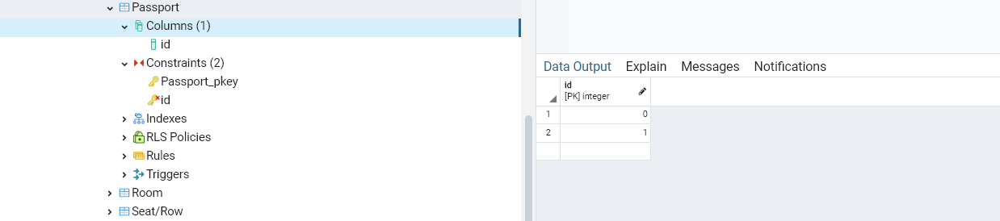 Passport
Columns (1)
id
Constraints (2)
Passport_pkey
id
Indexes
RLS Policies
Rules
Triggers
Room
Seat/Row
Data Output Explain Messages Notifications
id
[PK] integer
1 0
2 1